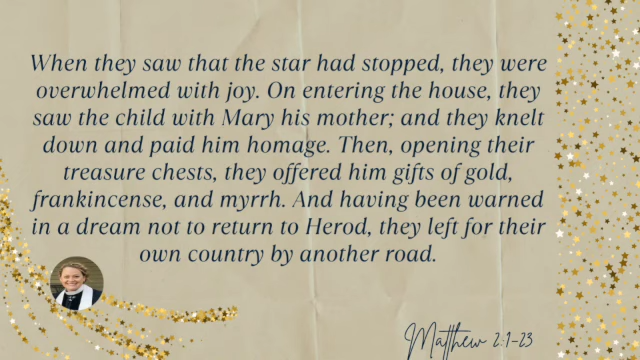 When they saw that the star had stopped, they were
overwhelmed with joy. On entering the house, they
saw the child with Mary his mother; and they knelt
down and paid him homage. Then, opening their
treasure chests, they offered him gifts of gold,
frankincense, and myrrh. And having been warned
in a dream not to return to Herod, they left for their
own country by another road.
Matthew 2:1-23